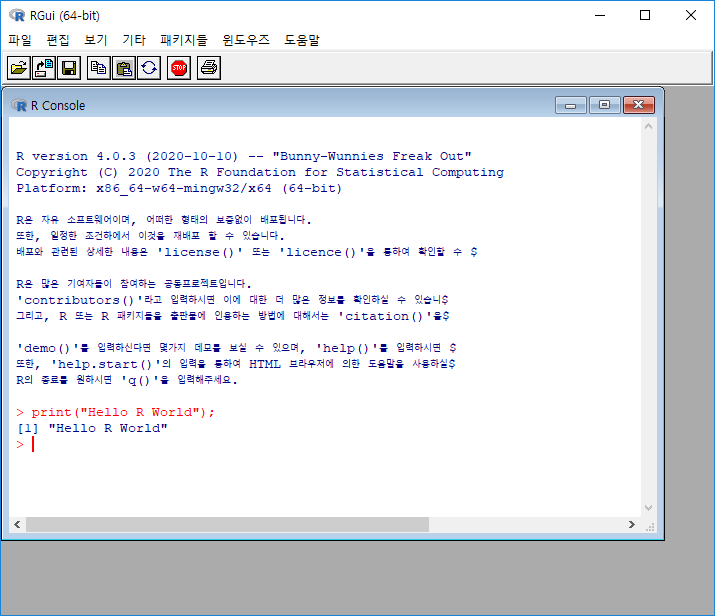 RGui (64-bit)
파일 편집 보기 기타 패키지들 윈도우즈 도움말
STOP
R Console
R version 4.0.3 (2020-10-10) -- "Bunny-Wunnies Freak Out"
Copyright (C) 2020 The R Foundation for Statistical Computing
Platform: x86_64-w64-mingw32/x64 (64-bit)
R은 자유 소프트웨어이며, 어떠한 형태의 보증없이 배포됩니다.
또한, 일정한 조건하에서 이것을 재배포 할 수 있습니다.
배포와 관련된 상세한 내용은 'license()' 또는 'licence()'을 통하여 확인할 수 $
R은 많은 기여자들이 참여하는 공동프로젝트입니다.
'contributors()'라고 입력하시면 이에 대한 더 많은 정보를 확인하실 수 있습니$
그리고, R 또는 R 패키지들을 출판물에 인용하는 방법에 대해서는 'citation()'을$
'demo()'를 입력하신다면 몇가지 데모를 보실 수 있으며, 'help()'를 입력하시면 $
또한, 'help.start()'의 입력을 통하여 HTML 브라우저에 의한 도움말을 사용하실$
R의 종료를 원하시면 'q()'을 입력해주세요.
> print("Hello R World");
[1] "Hello R World"
>